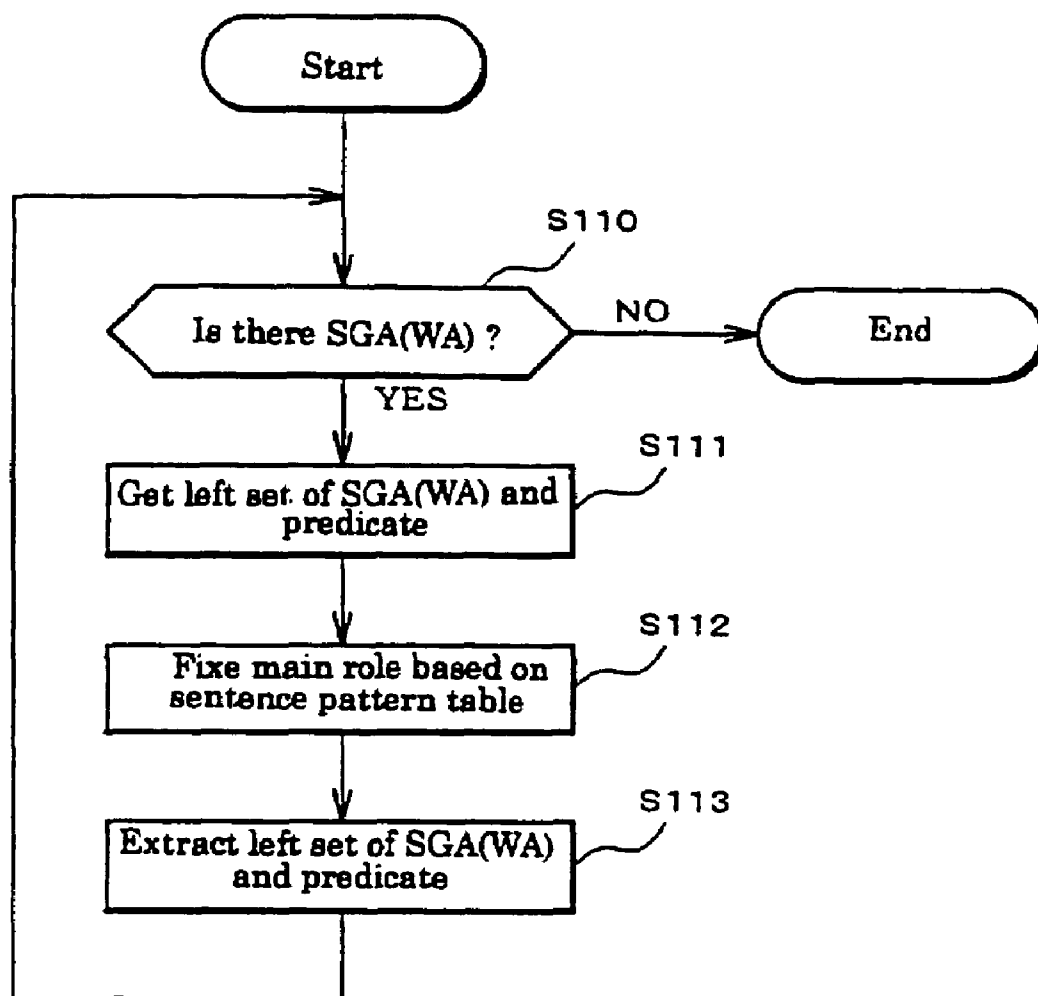 Start
S110
Is there SGA(WA) ?
NO
End
YES
S111
Get left set of SGA(WA) and
predicate
S112
Fixe main role based on
sentence pattern table
S113
Extract left set of SGA(WA)
and predicate